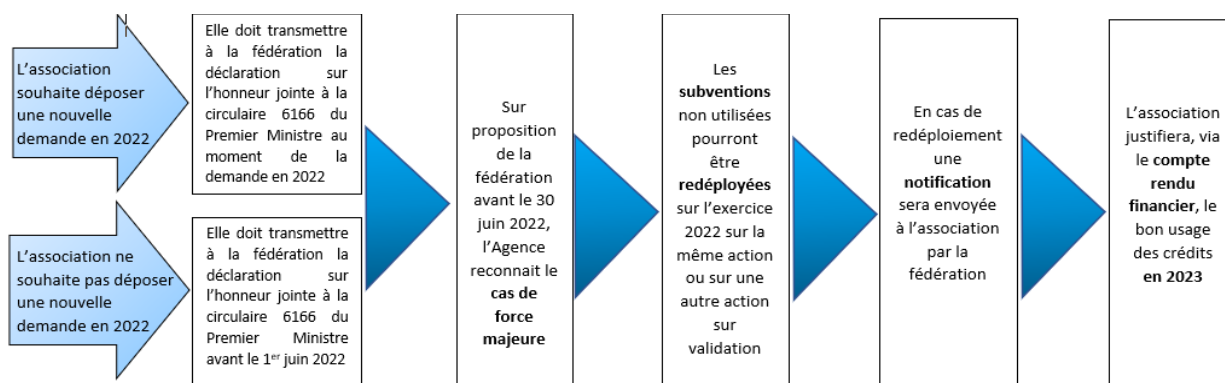 L'association
souhaite déposer
une nouvelle
demande en 2022
Elle doit transmettre
à la fédération la
déclaration sur
l'honneur jointe à la
circulaire 6166 du
Premier Ministre au
moment de la
demande en 2022
L'association ne
souhaite pas déposer
une nouvelle
demande en 2022
Elle doit transmettre
à la fédération la
déclaration sur
l'honneur jointe à la
circulaire 6166 du
Premier Ministre
avant le 1er juin 2022
Sur
proposition
de la
fédération
avant le 30
juin 2022,
l'Agence
reconnait le
cas de
force
majeure
Les
subventions
non utilisées
pourront
être
redéployées
sur l'exercice
2022 sur la
même action
ou sur une
autre action
sur
validation
En cas de
redéploiement
une
notification
sera envoyée
à l'association
par la
fédération
L'association
justifiera, via
le compte
rendu
financier, le
bon usage
des crédits
en 2023